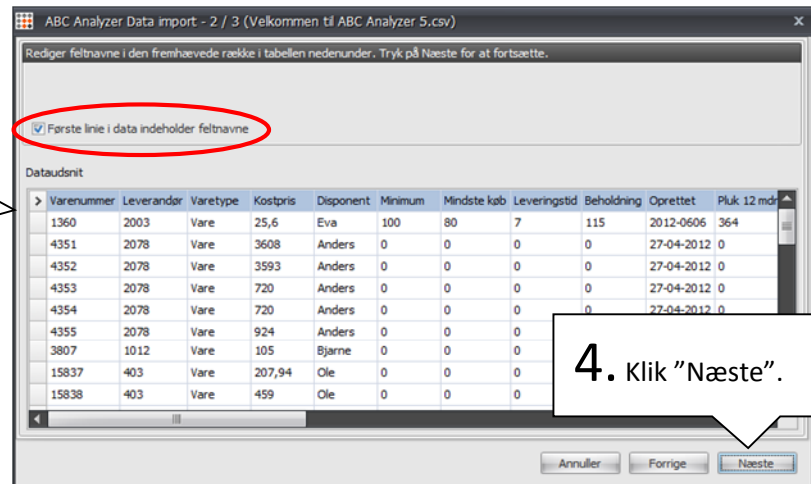 ABC Analyzer Data import - 2 / 3 (Velkommen til ABC Analyzer 5.csv) x
Rediger feltnavne i den fremhævede række i tabellen nedenunder. Tryk på Næste for at fortsætte.
Første linie i data indeholder feltnavne
Dataudsnit
> Varenummer Leverandør Varetype Kostpris Disponent Minimum Mindste køb Leveringstid Beholdning Oprettet Pluk 12 mdr
1360 2003 Vare 25,6 Eva 100 80 7 115 2012-0606 364
4351 2078 Vare 3608 Anders 0 0 0 0 27-04-2012 0
4352 2078 Vare 3593 Anders 0 0 0 0 27-04-2012 0
4353 2078 Vare 720 Anders 0 0 0 0 27-04-2012 0
4354 2078 Vare 720 Anders 0 0 0 0 27-04-2012 0
4355 2078 Vare 924 Anders 0 0 0
3807 1012 Vare 105 Bjarne 0 0 0
15837 403 Vare 207,94 Ole 0 0 0
15838 403 Vare 459 Ole 0 0 0
4. Klik ”Næste”.
Annuller Forrige Næste